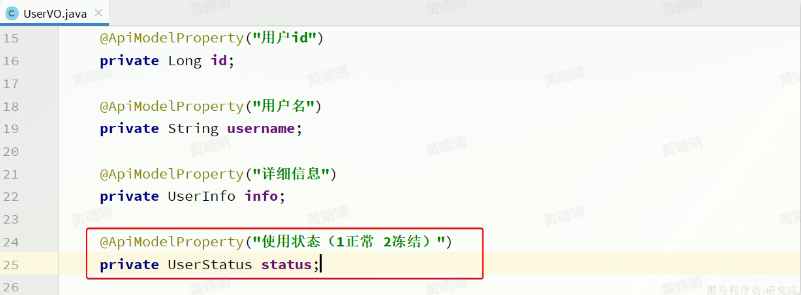 UserVO.java
15 @ApiModelProperty("用户id")
16 private Long id;
17
18 @ApiModelProperty("用户名")
19 private String username;
20
21 @ApiModelProperty("详细信息")
22 private UserInfo info;
23
24 @ApiModelProperty("使用状态（1正常 2冻结）")
25 private UserStatus status;
26
黑马程序员-研究院